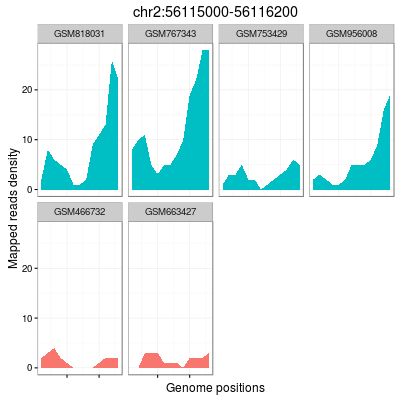 chr2:56115000-56116200
GSM818031 GSM767343 GSM753429 GSM956008
20
10
0
Mapped reads density
GSM466732 GSM663427
20
10
0
Genome positions